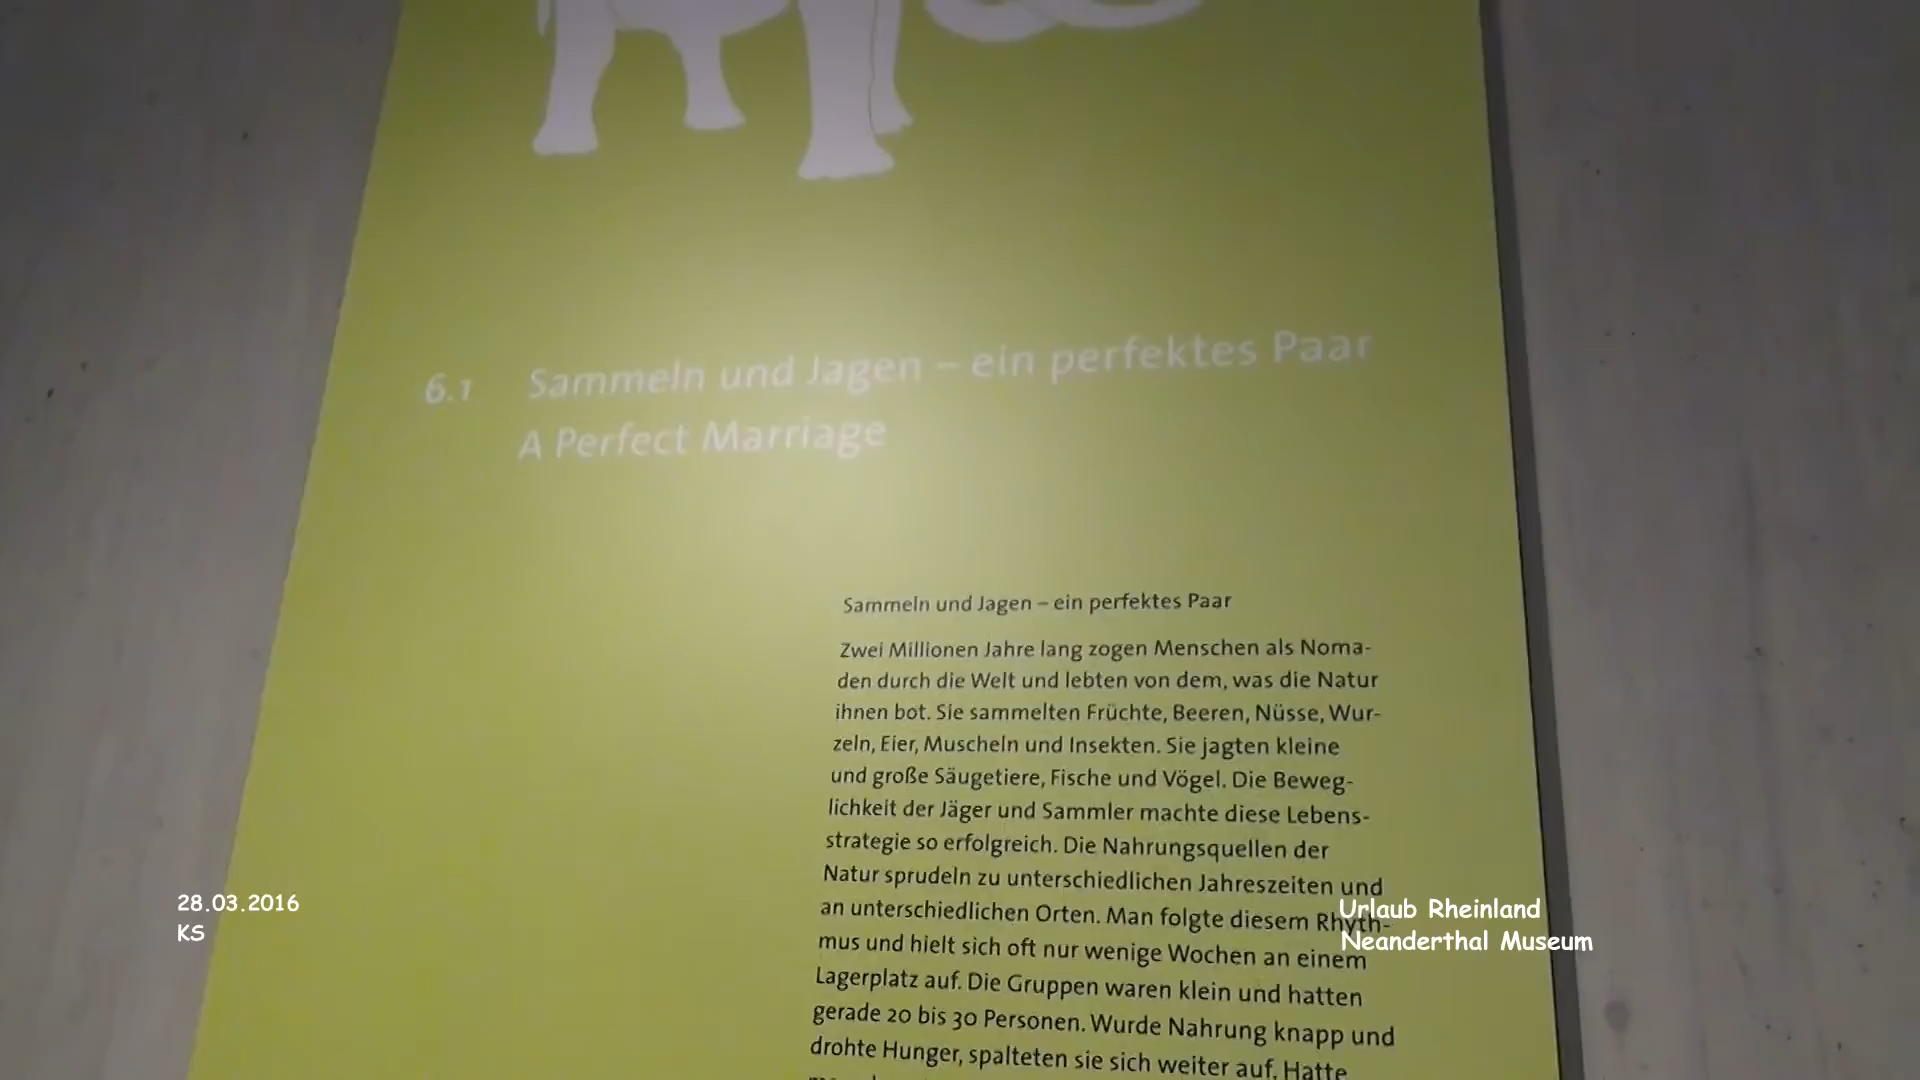 6.1 Sammeln und Jagen – ein perfektes Paar
A Perfect Marriage
Sammeln und Jagen – ein perfektes Paar
Zwei Millionen Jahre lang zogen Menschen als Noma-
den durch die Welt und lebten von dem, was die Natur
ihnen bot. Sie sammelten Früchte, Beeren, Nüsse, Wur-
zeln, Eier, Muscheln und Insekten. Sie jagten kleine
und große Säugetiere, Fische und Vögel. Die Beweg-
lichkeit der Jäger und Sammler machte diese Lebens-
strategie so erfolgreich. Die Nahrungsquellen der
Natur sprudeln zu unterschiedlichen Jahreszeiten und
an unterschiedlichen Orten. Man folgte diesem Rhyth-
mus und hielt sich oft nur wenige Wochen an einem
Lagerplatz auf. Die Gruppen waren klein und hatten
gerade 20 bis 30 Personen. Wurde Nahrung knapp und
drohte Hunger, spalteten sie sich weiter auf. Hatte
28.03.2016
KS
Urlaub Rheinland
Neanderthal Museum